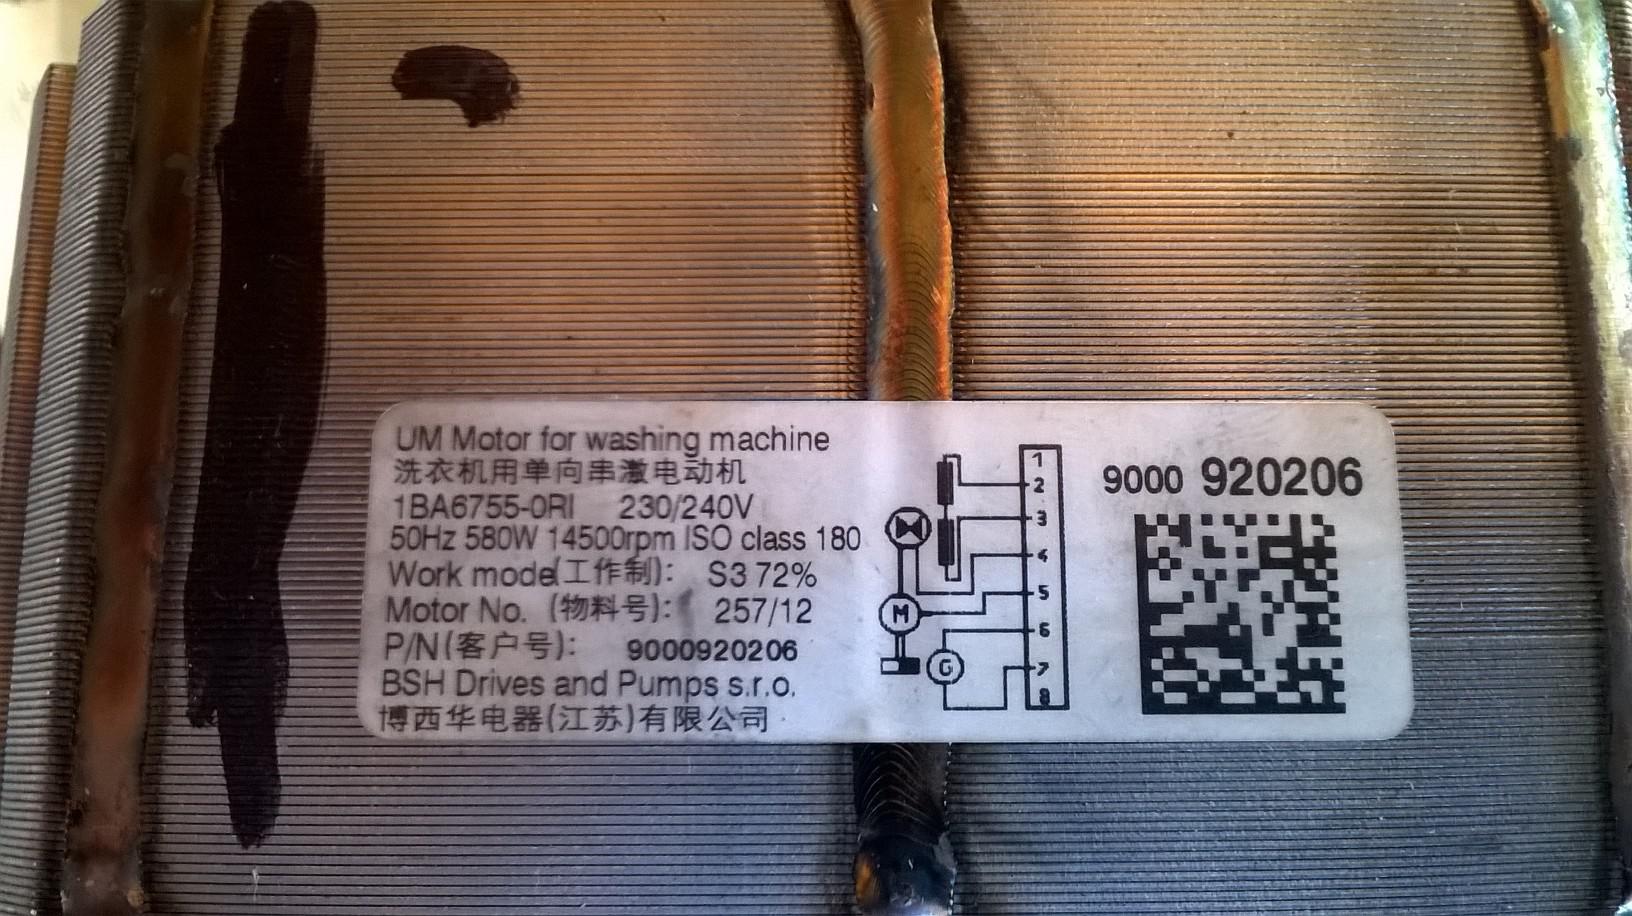 UM Motor for washing machine
洗衣机用单向串激电动机
1BA6755-0RI 230/240V
50Hz 580W 14500rpm ISO class 180
Work mode(工作制): S3 72%
Motor No. (物料号): 257/12
P/N(客户号): 9000920206
BSH Drives and Pumps s.r.o.
博西华电器(江苏)有限公司
1
2
3
4
5
6
7
8
M
G
9000 920206